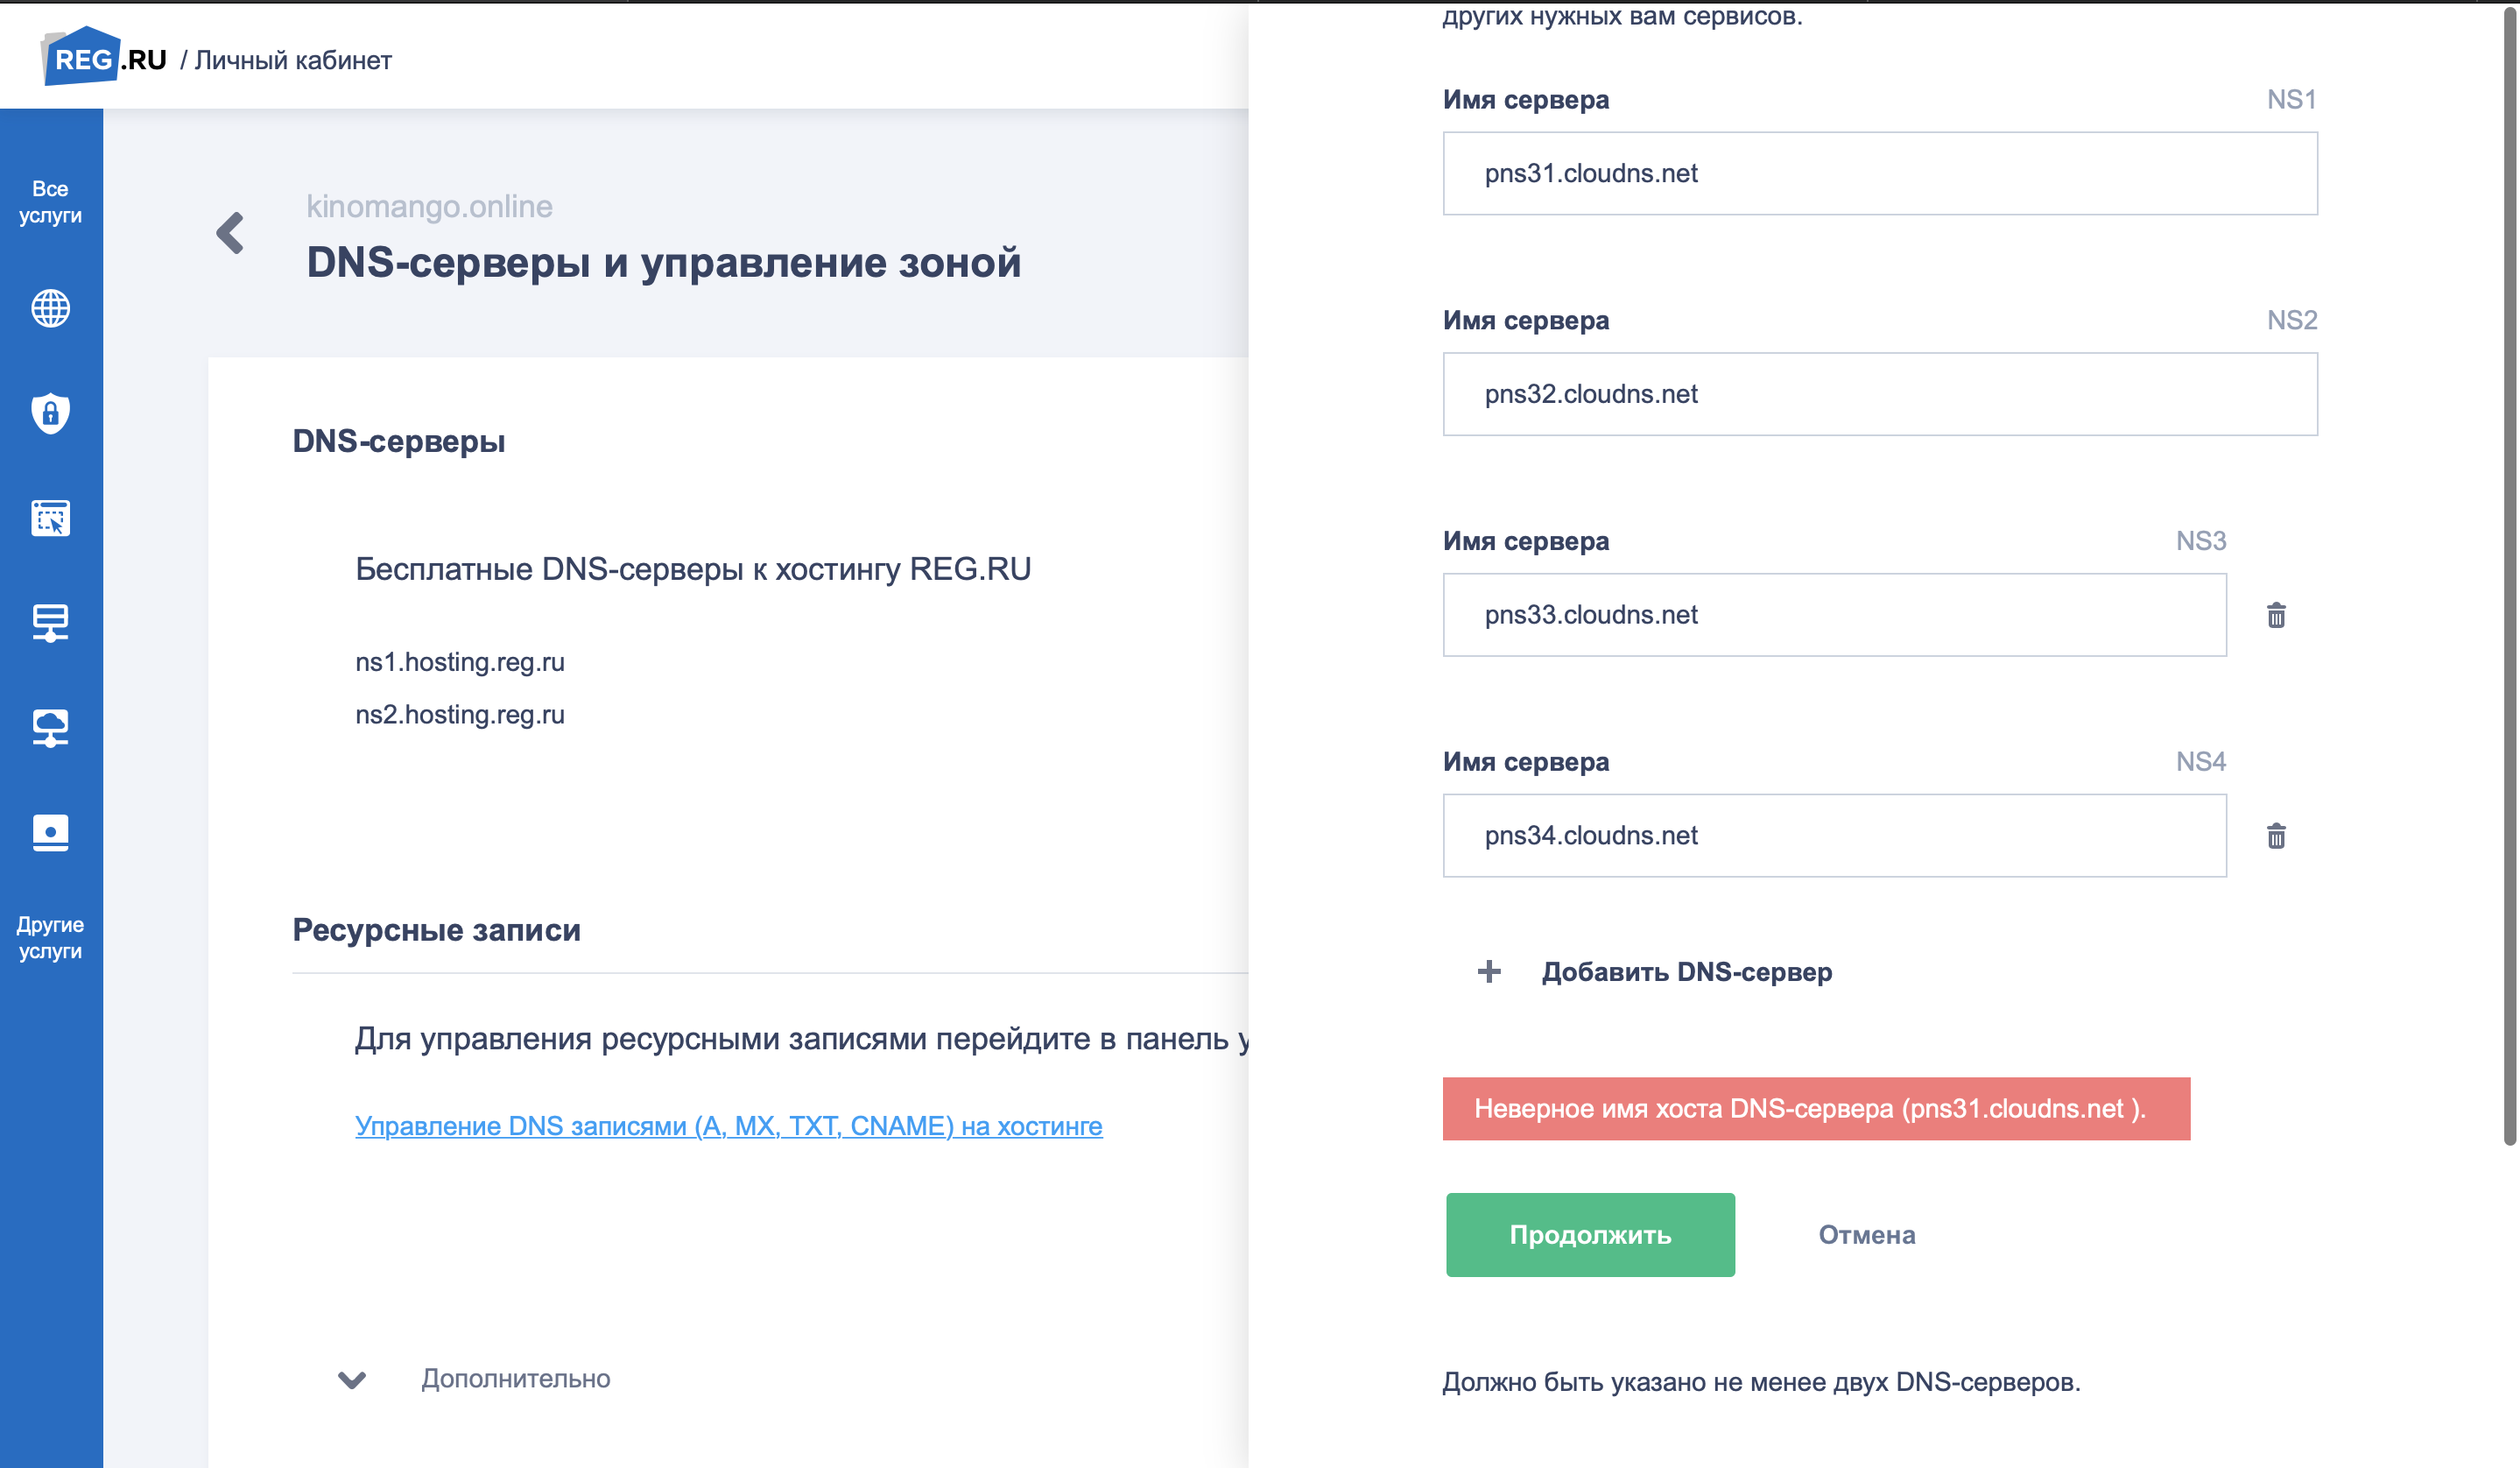 REG.RU / Личный кабинет
Все
услуги
Другие
услуги
kinomango.online
DNS-серверы и управление зоной
DNS-серверы
Бесплатные DNS-серверы к хостингу REG.RU
ns1.hosting.reg.ru
ns2.hosting.reg.ru
Ресурсные записи
Для управления ресурсными записями перейдите в панель у
Управление DNS записями (A, MX, TXT, CNAME) на хостинге
Дополнительно
других нужных вам сервисов.
Имя сервера NS1
pns31.cloudns.net
Имя сервера NS2
pns32.cloudns.net
Имя сервера NS3
pns33.cloudns.net
Имя сервера NS4
pns34.cloudns.net
Добавить DNS-сервер
Неверное имя хоста DNS-сервера (pns31.cloudns.net ).
Продолжить Отмена
Должно быть указано не менее двух DNS-серверов.